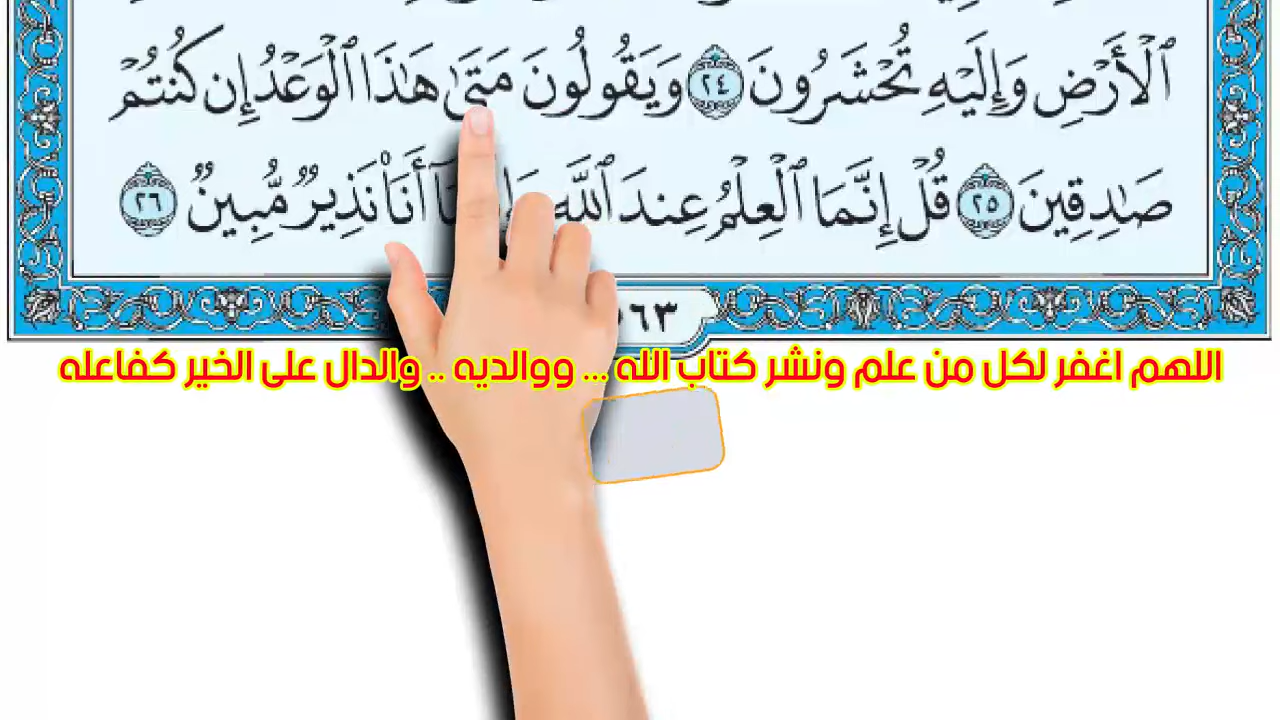 ٱلْأَرْضِ وَإِلَيْهِ تُحْشَرُونَ ٢٤ وَيَقُولُونَ مَتَىٰ هَٰذَا ٱلْوَعْدُ إِن كُنتُمْ
صَٰدِقِينَ ٢٥ قُلْ إِنَّمَا ٱلْعِلْمُ عِندَ ٱللَّهِ أَنَا۠ نَذِيرٌ مُّبِينٌ ٢٦
اللهم اغفر لكل من علم ونشر كتاب الله ... ووالديه .. والدال على الخير كفاعله